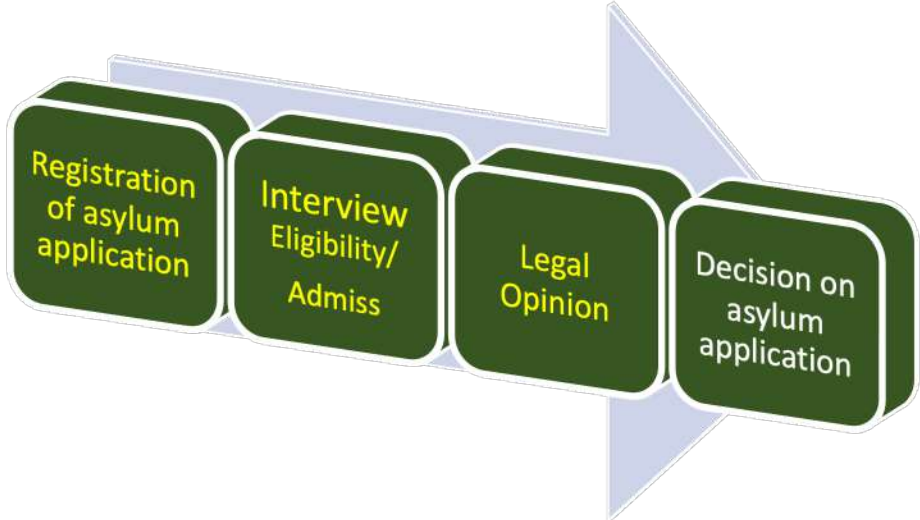 Registration
of asylum
application
Interview
Eligibility/
Admiss
Legal
Opinion
Decision on
asylum
application